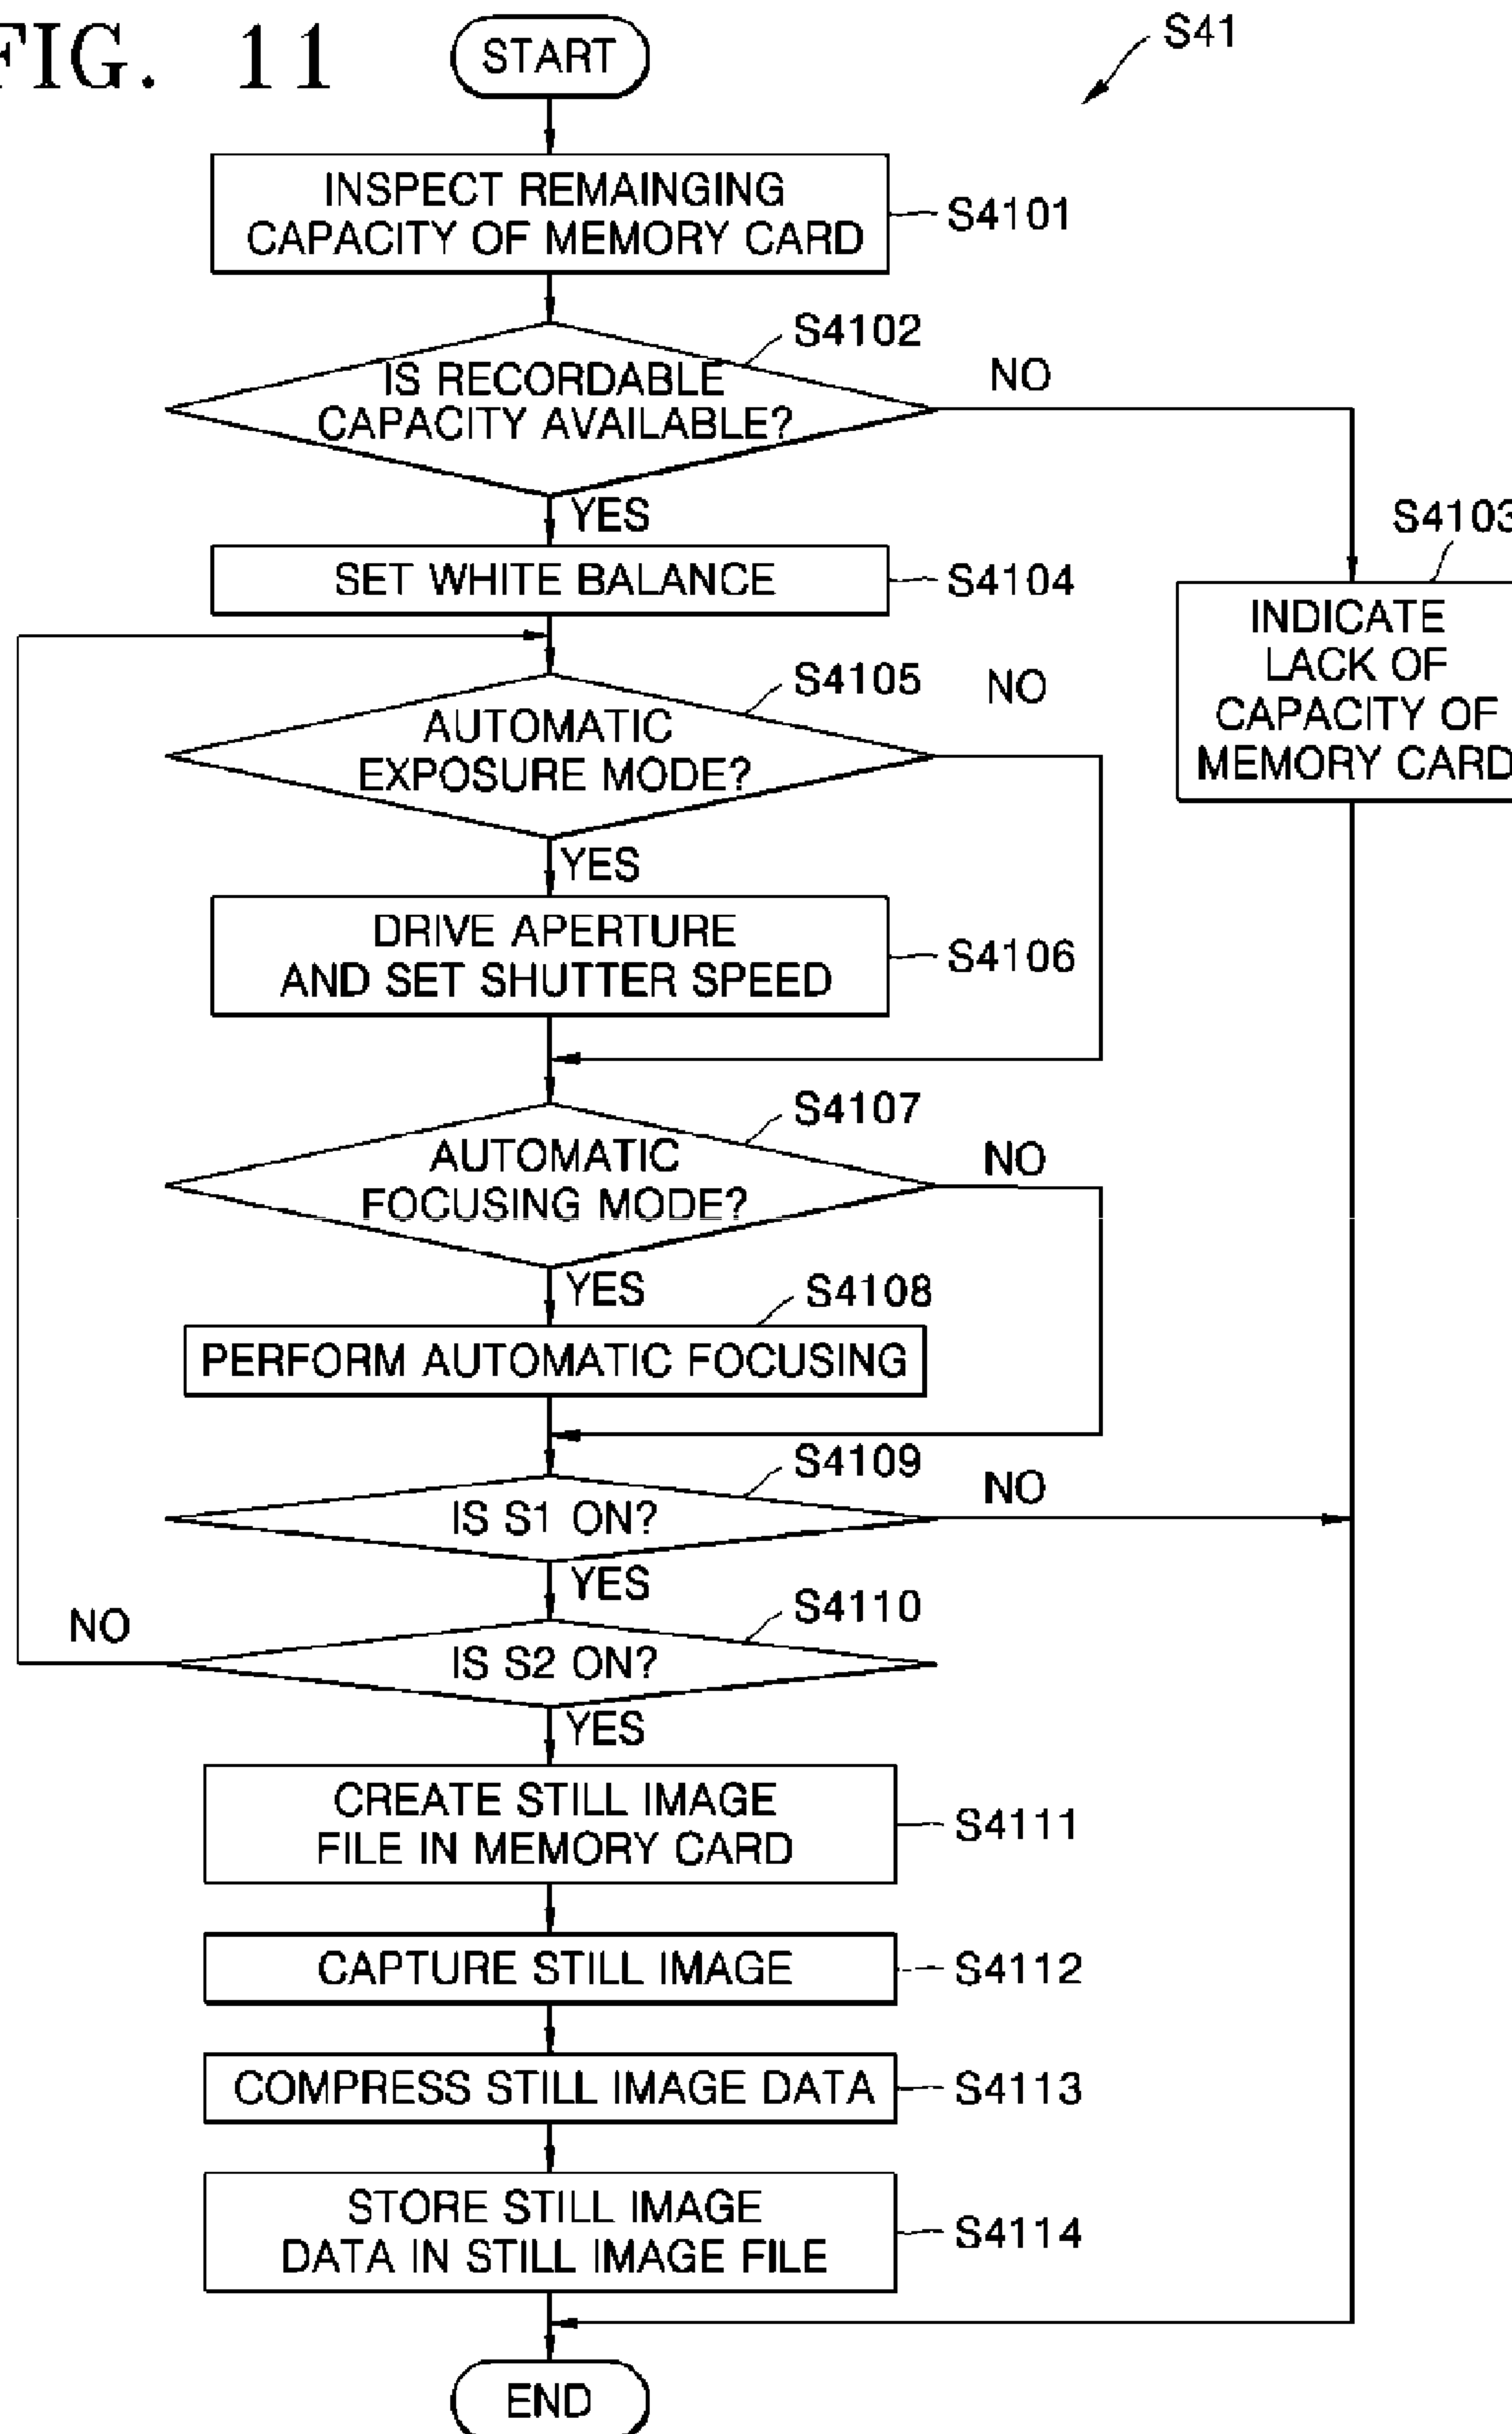 FIG. 11
START
S41
INSPECT REMAINGING
CAPACITY OF MEMORY CARD
S4101
S4102
IS RECORDABLE
CAPACITY AVAILABLE?
NO
YES
S4103
INDICATE
LACK OF
CAPACITY OF
MEMORY CARD
SET WHITE BALANCE
S4104
S4105
AUTOMATIC
EXPOSURE MODE?
NO
YES
DRIVE APERTURE
AND SET SHUTTER SPEED
S4106
S4107
AUTOMATIC
FOCUSING MODE?
NO
YES
S4108
PERFORM AUTOMATIC FOCUSING
S4109
IS S1 ON?
NO
YES
S4110
IS S2 ON?
NO
YES
CREATE STILL IMAGE
FILE IN MEMORY CARD
S4111
CAPTURE STILL IMAGE
S4112
COMPRESS STILL IMAGE DATA
S4113
STORE STILL IMAGE
DATA IN STILL IMAGE FILE
S4114
END